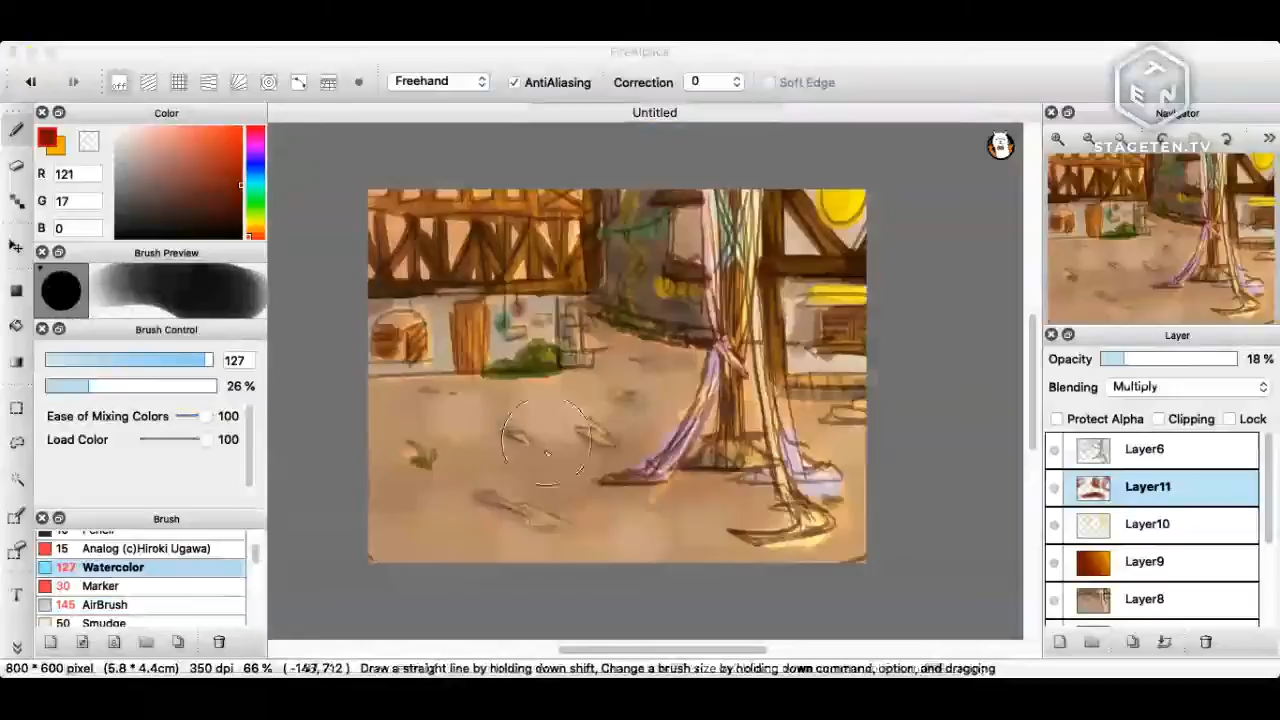 FireAlpaca
Freehand AntiAliasing Correction 0 Soft Edge
T
EN
STAGETEN.TV
Color Untitled Navigator
R 121
G 17
B 0
Brush Preview
Brush Control
127
26 %
Ease of Mixing Colors 100
Load Color 100
Brush
Pencil
15 Analog (c)Hiroki Ugawa)
127 Watercolor
30 Marker
145 AirBrush
50 Smudge
Layer
Opacity 18 %
Blending Multiply
Protect Alpha Clipping Lock
Layer6
Layer11
Layer10
Layer9
Layer8
800 * 600 pixel (5.8 * 4.4cm) 350 dpi 66 % Draw a straight line by holding down shift, Change a brush size by holding down command, option, and dragging